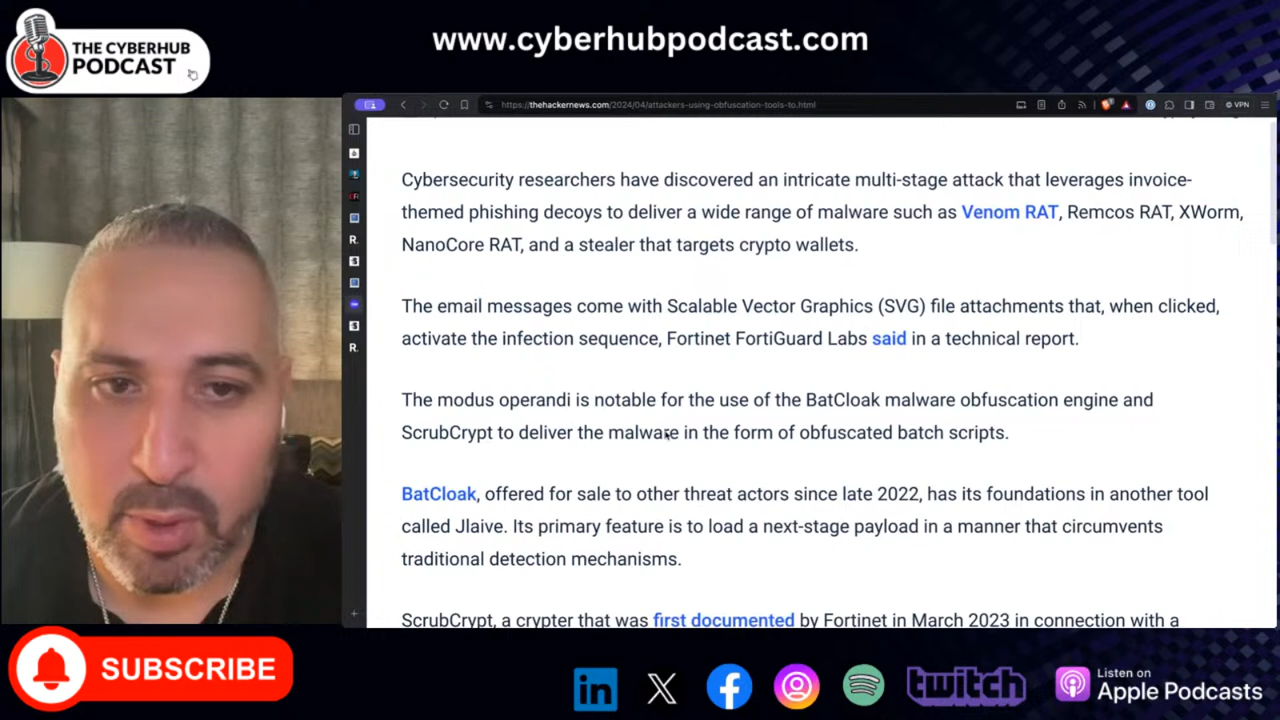 www.cyberhubpodcast.com
THE CYBERHUB
PODCAST
https://thehackernews.com/2024/04/attackers-using-obfuscation-tools-to.html
VPN
Cybersecurity researchers have discovered an intricate multi-stage attack that leverages invoice-
themed phishing decoys to deliver a wide range of malware such as Venom RAT, Remcos RAT, XWorm,
NanoCore RAT, and a stealer that targets crypto wallets.
The email messages come with Scalable Vector Graphics (SVG) file attachments that, when clicked,
activate the infection sequence, Fortinet FortiGuard Labs said in a technical report.
The modus operandi is notable for the use of the BatCloak malware obfuscation engine and
ScrubCrypt to deliver the malware in the form of obfuscated batch scripts.
BatCloak, offered for sale to other threat actors since late 2022, has its foundations in another tool
called Jlaive. Its primary feature is to load a next-stage payload in a manner that circumvents
traditional detection mechanisms.
ScrubCrypt, a crypter that was first documented by Fortinet in March 2023 in connection with a
SUBSCRIBE
in
twitch
Listen on
Apple Podcasts